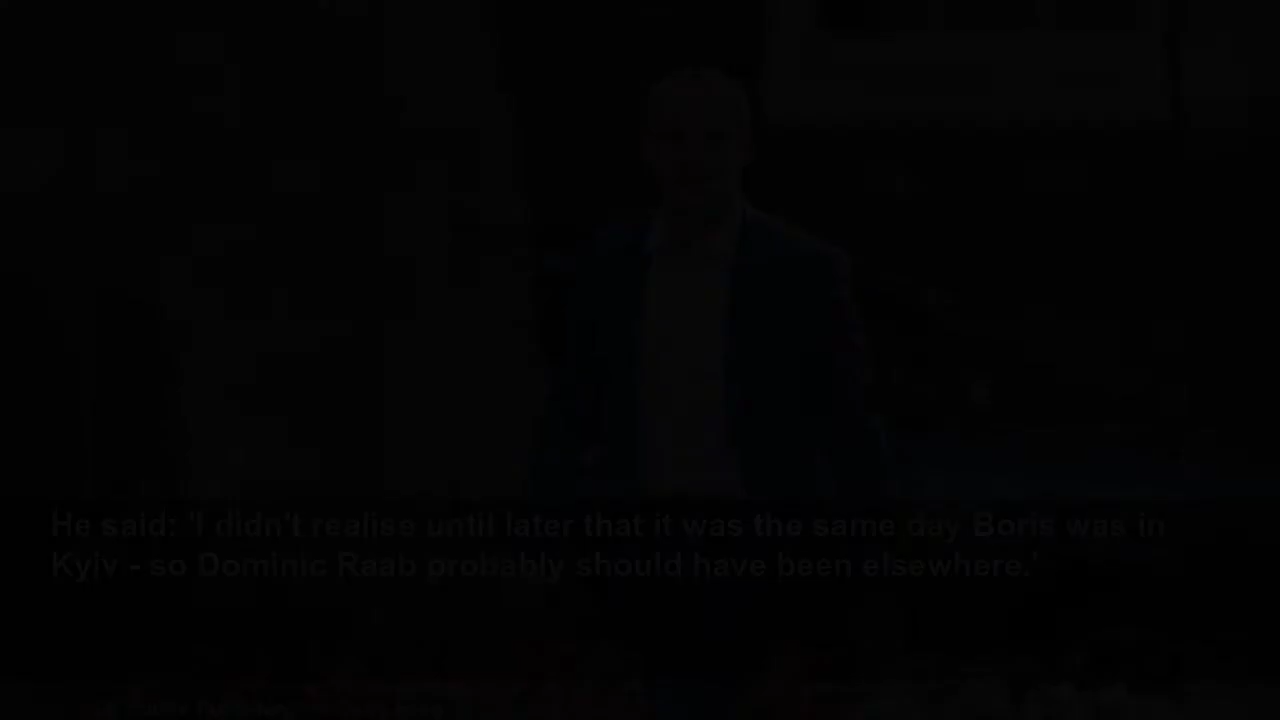 He said: 'I didn't realise until later that it was the same day Boris was in
Kyiv - so Dominic Raab probably should have been elsewhere.'